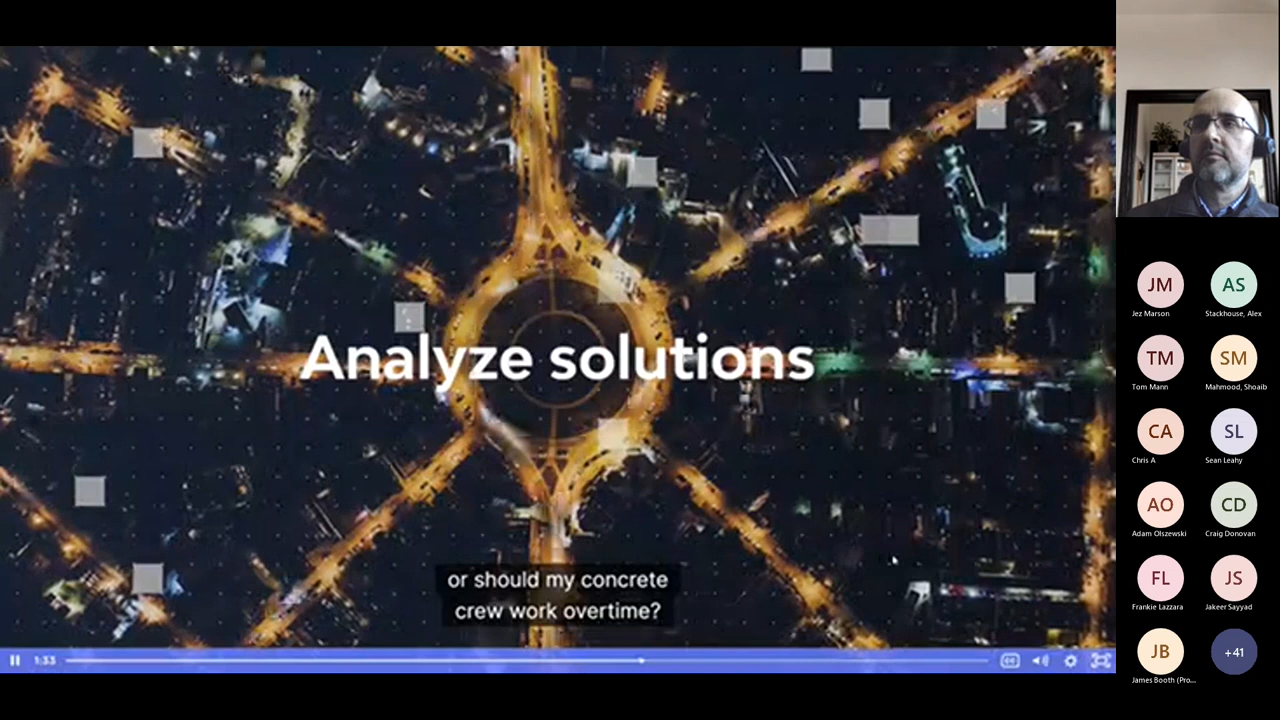 Analyze solutions
or should my concrete
crew work overtime?
1:33
CC
JM
AS
Jez Marson
Stackhouse, Alex
TM
SM
Tom Mann
Mahmood, Shoaib
CA
SL
Chris A
Sean Leahy
AO
CD
Adam Olszewski
Craig Donovan
FL
JS
Frankie Lazzara
Jakeer Sayyad
JB
+41
James Booth (Pro...